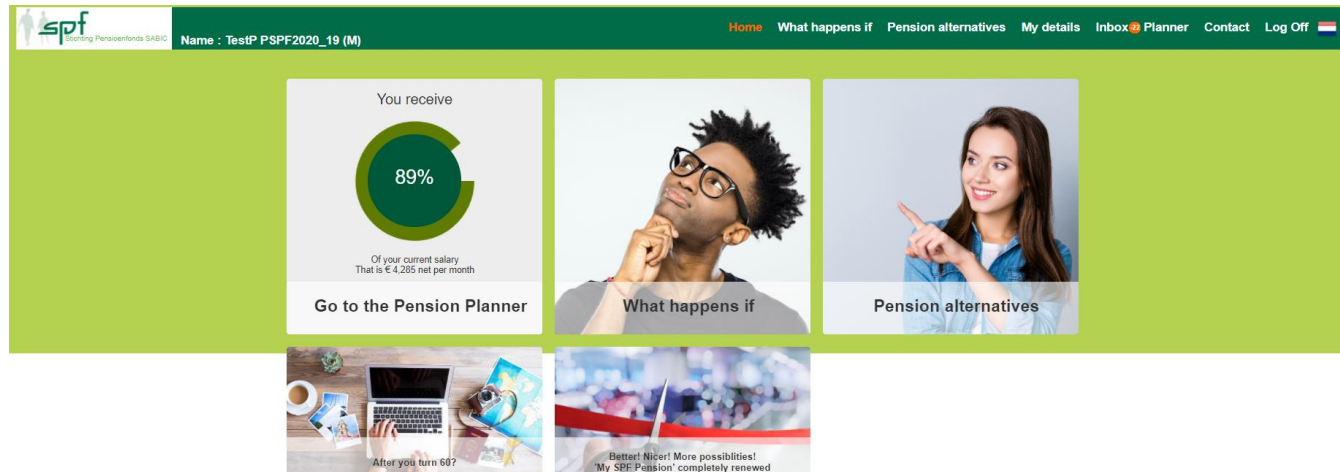 spf
Stichting Pensioenfonds SABIC
Name : TestP PSPF2020_19 (M)
Home What happens if Pension alternatives My details Inbox 22 Planner Contact Log Off
You receive
89%
Of your current salary
That is € 4,285 net per month
Go to the Pension Planner
What happens if
Pension alternatives
After you turn 60?
Better! Nicer! More possiblities!
'My SPF Pension' completely renewed